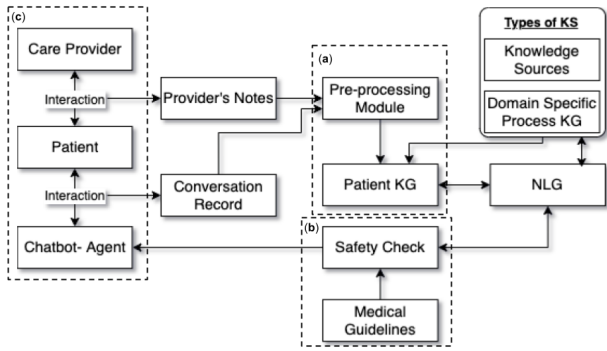 (c)
Care Provider
Interaction
Patient
Interaction
Chatbot- Agent
Provider's Notes
Conversation
Record
(a)
Pre-processing
Module
Patient KG
(b)
Safety Check
Medical
Guidelines
Types of KS
Knowledge
Sources
Domain Specific
Process KG
NLG